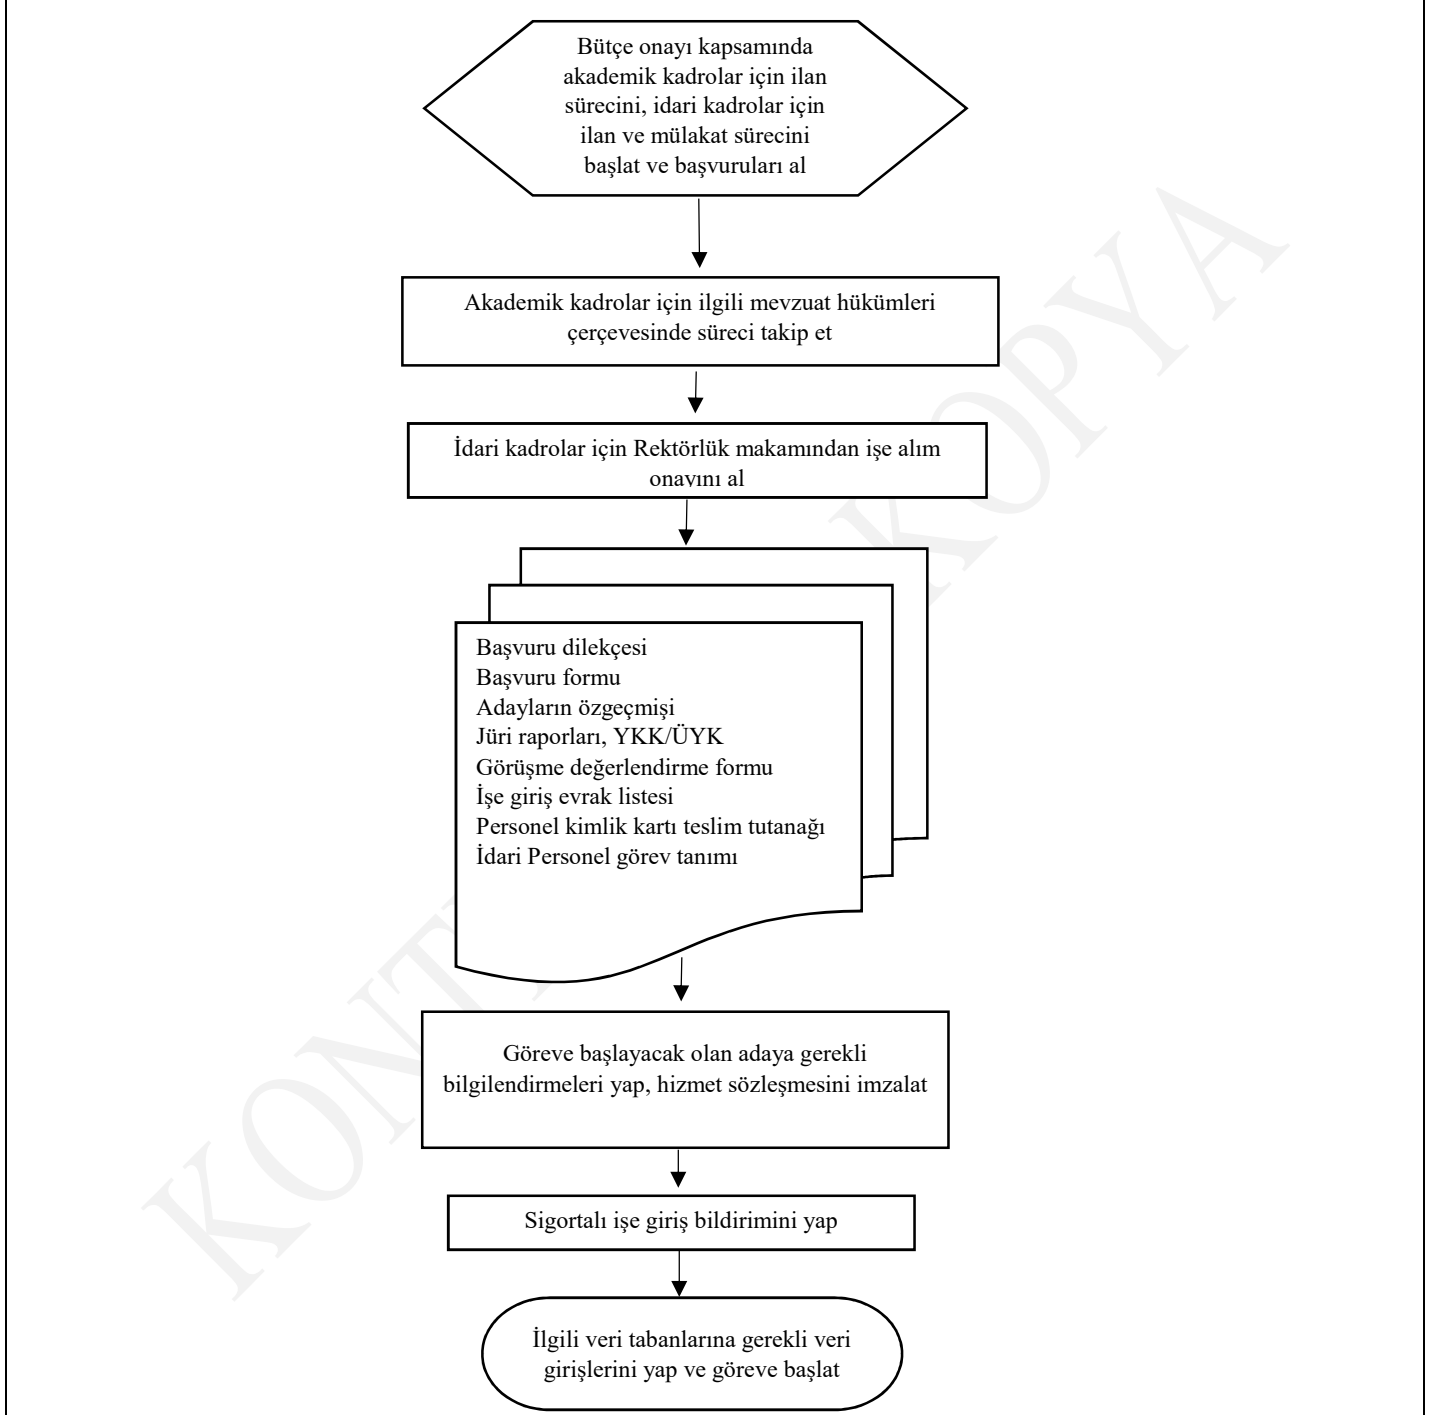 Bütçe onayı kapsamında
akademik kadrolar için ilan
sürecini, idari kadrolar için
ilan ve mülakat sürecini
başlat ve başvuruları al
Akademik kadrolar için ilgili mevzuat hükümleri
çerçevesinde süreci takip et
İdari kadrolar için Rektörlük makamından işe alım
onayını al
Başvuru dilekçesi
Başvuru formu
Adayların özgeçmişi
Jüri raporları, YKK/ÜYK
Görüşme değerlendirme formu
İşe giriş evrak listesi
Personel kimlik kartı teslim tutanağı
İdari Personel görev tanımı
Göreve başlayacak olan adaya gerekli
bilgilendirmeleri yap, hizmet sözleşmesini imzalat
Sigortalı işe giriş bildirimini yap
İlgili veri tabanlarına gerekli veri
girişlerini yap ve göreve başlat
KOPYA